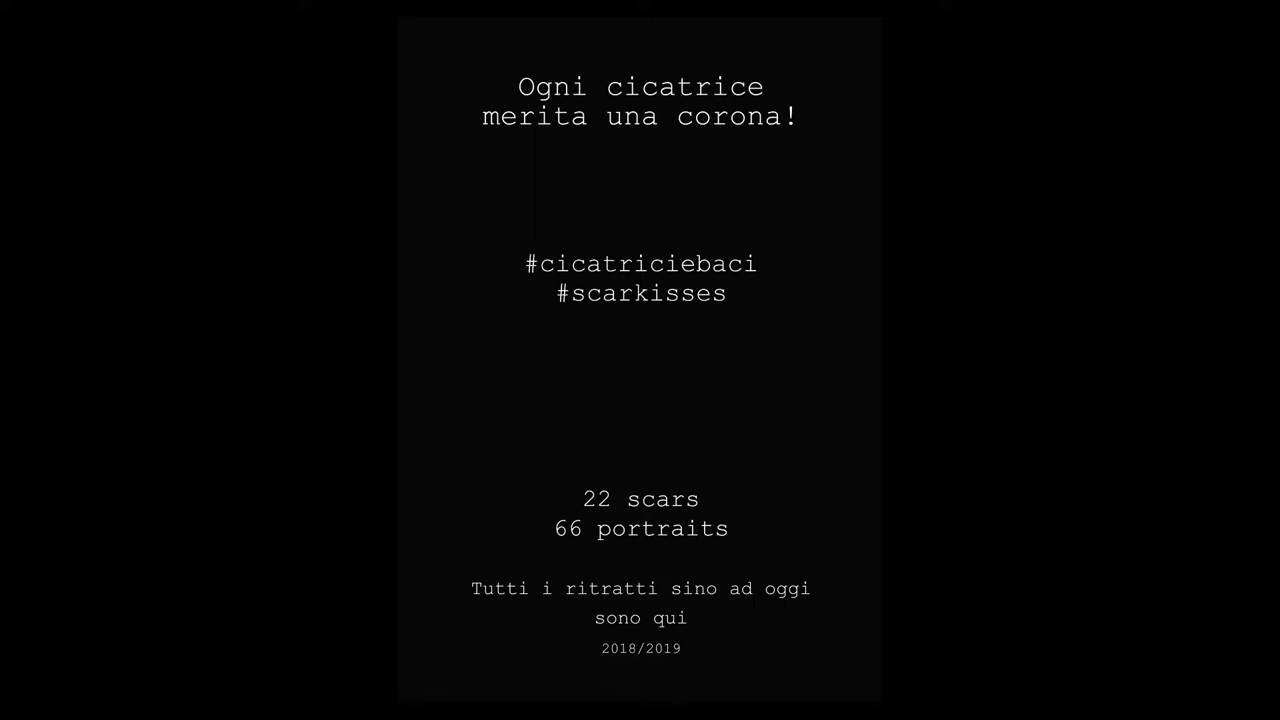 Ogni cicatrice
merita una corona!
#cicatriciebaci
#scarkisses
22 scars
66 portraits
Tutti i ritratti sino ad oggi
sono qui
2018/2019